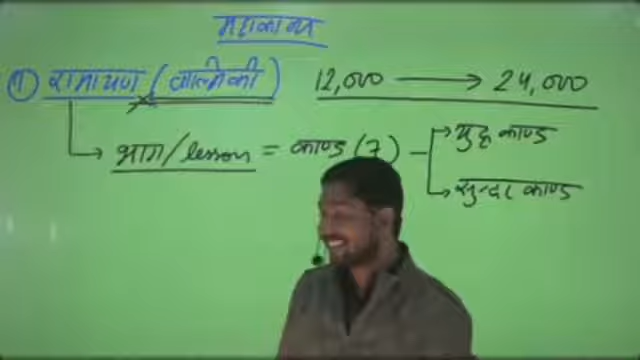 महाकाव्य
① रामायण (वाल्मीकी) 12,000 → 24,000
भाग/lesson = काण्ड (7) - → युद्ध काण्ड
→ सुन्दर काण्ड